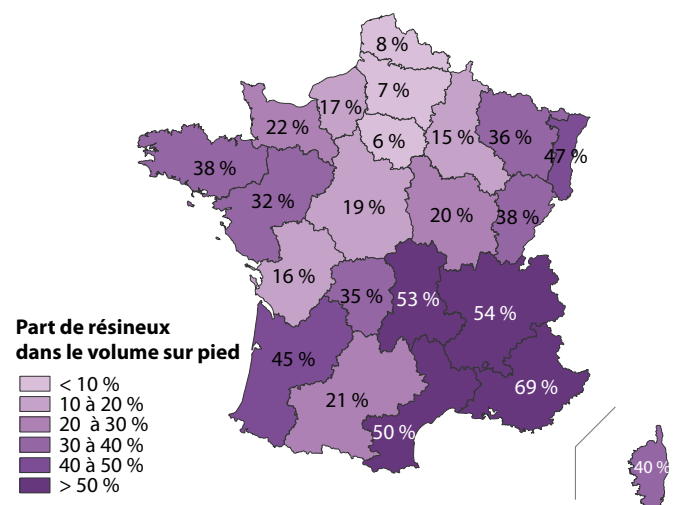 8 %
7 %
17 %
22 %
6 %
15 %
36 %
47 %
38 %
32 %
19 %
20 %
38 %
16 %
35 %
53 %
54 %
Part de résineux
dans le volume sur pied
45 %
69 %
< 10 %
10 à 20 %
21 %
20 à 30 %
50 %
30 à 40 %
40 à 50 %
40 %
> 50 %